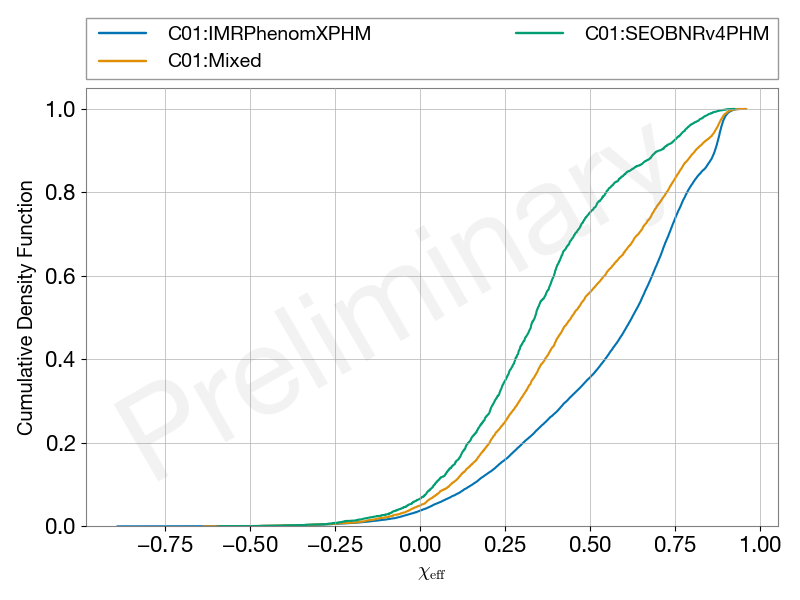 C01:IMRPhenomXPHM
C01:Mixed
C01:SEOBNRv4PHM
Preliminary
Cumulative Density Function
1.0
0.8
0.6
0.4
0.2
0.0
−0.75 −0.50 −0.25 0.00 0.25 0.50 0.75 1.00
χeff